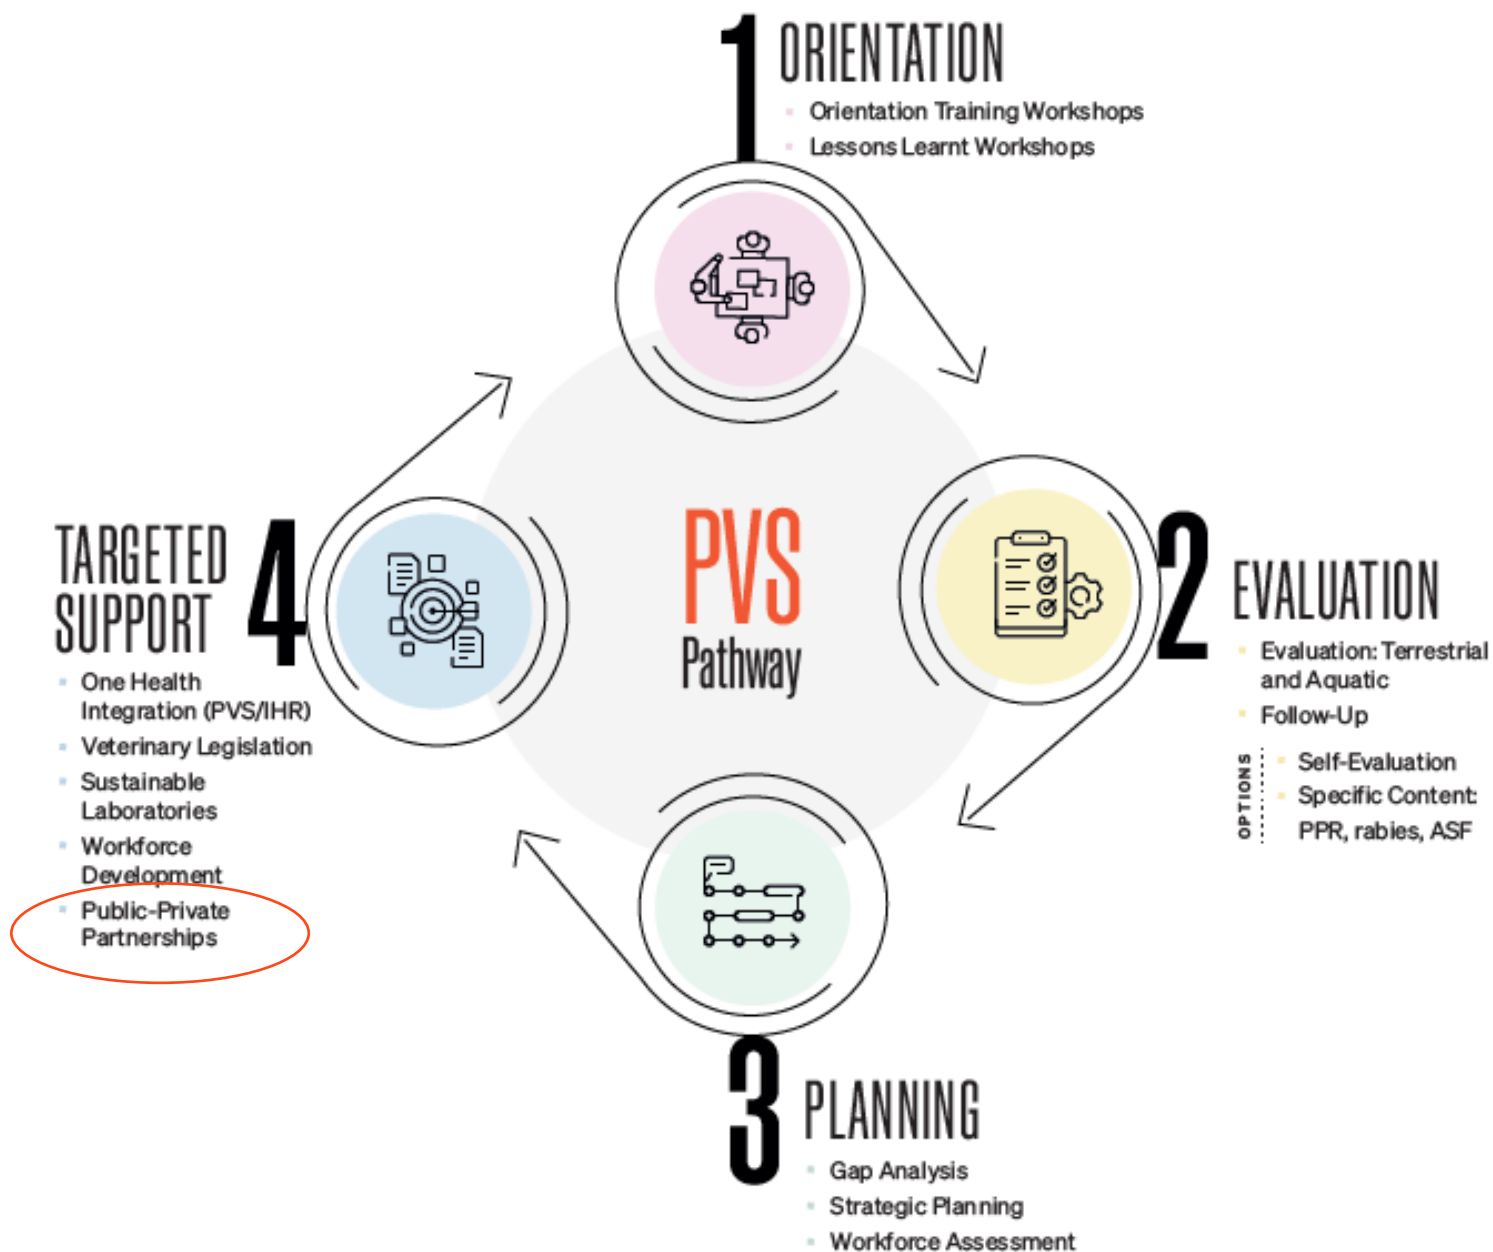 1 ORIENTATION
Orientation Training Workshops
Lessons Learnt Workshops
PVS
Pathway
2 EVALUATION
Evaluation: Terrestrial
and Aquatic
Follow-Up
OPTIONS
Self-Evaluation
Specific Content:
PPR, rabies, ASF
3 PLANNING
Gap Analysis
Strategic Planning
Workforce Assessment
TARGETED
SUPPORT 4
One Health
Integration (PVS/IHR)
Veterinary Legislation
Sustainable
Laboratories
Workforce
Development
Public-Private
Partnerships